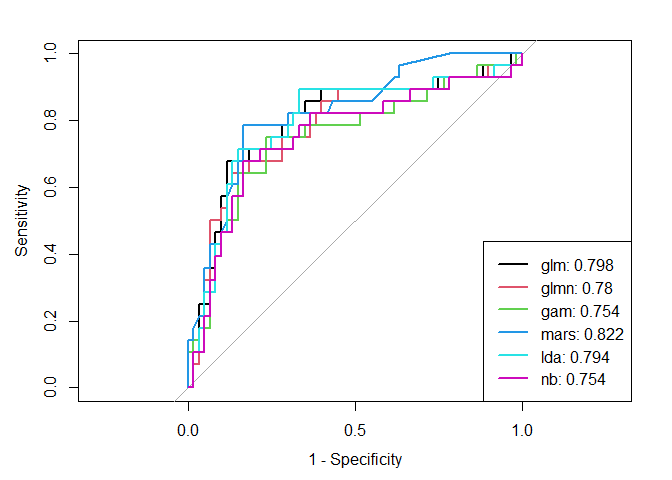 Sensitivity
1.0
0.8
0.6
0.4
0.2
0.0
glm: 0.798
glmn: 0.78
gam: 0.754
mars: 0.822
lda: 0.794
nb: 0.754
0.0 0.5 1.0
1 - Specificity